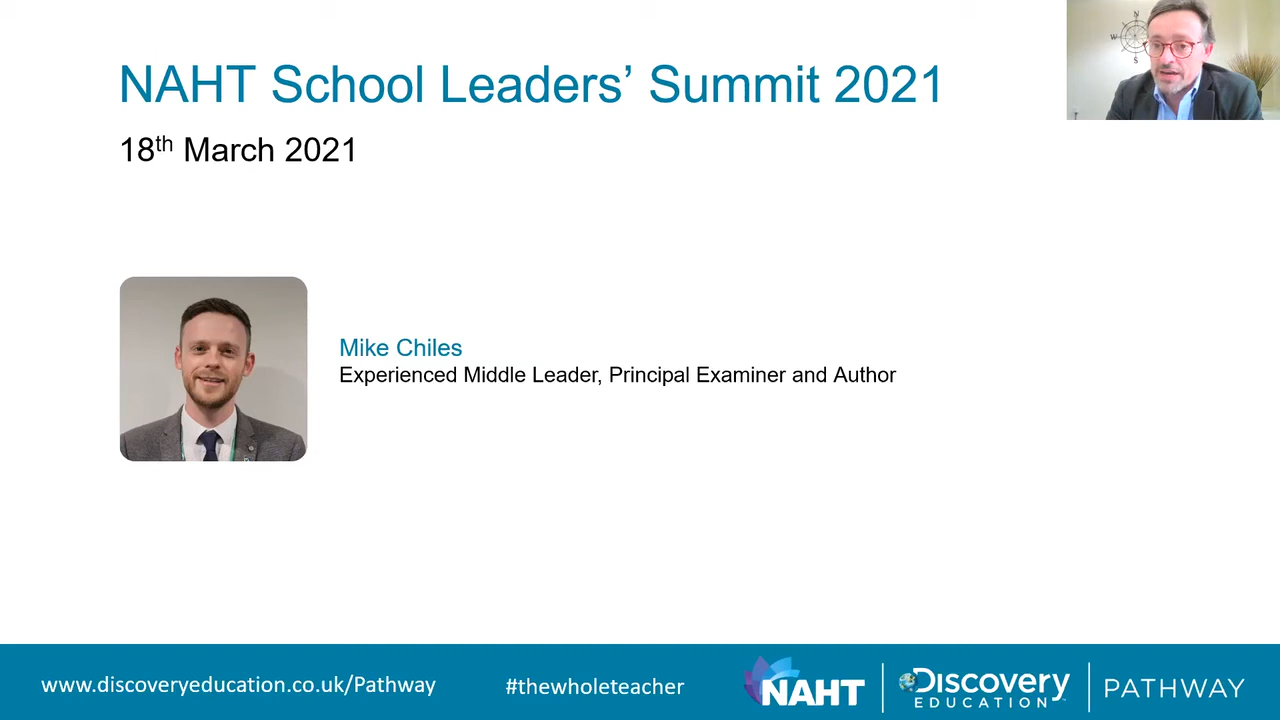 NAHT School Leaders’ Summit 2021
18th March 2021
N
W
S
Mike Chiles
Experienced Middle Leader, Principal Examiner and Author
www.discoveryeducation.co.uk/Pathway
#thewholeteacher
NAHT
Discovery
EDUCATION™
PATHWAY